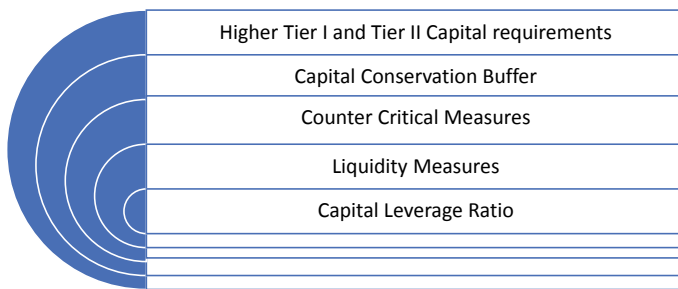 Higher Tier I and Tier II Capital requirements
Capital Conservation Buffer
Counter Critical Measures
Liquidity Measures
Capital Leverage Ratio